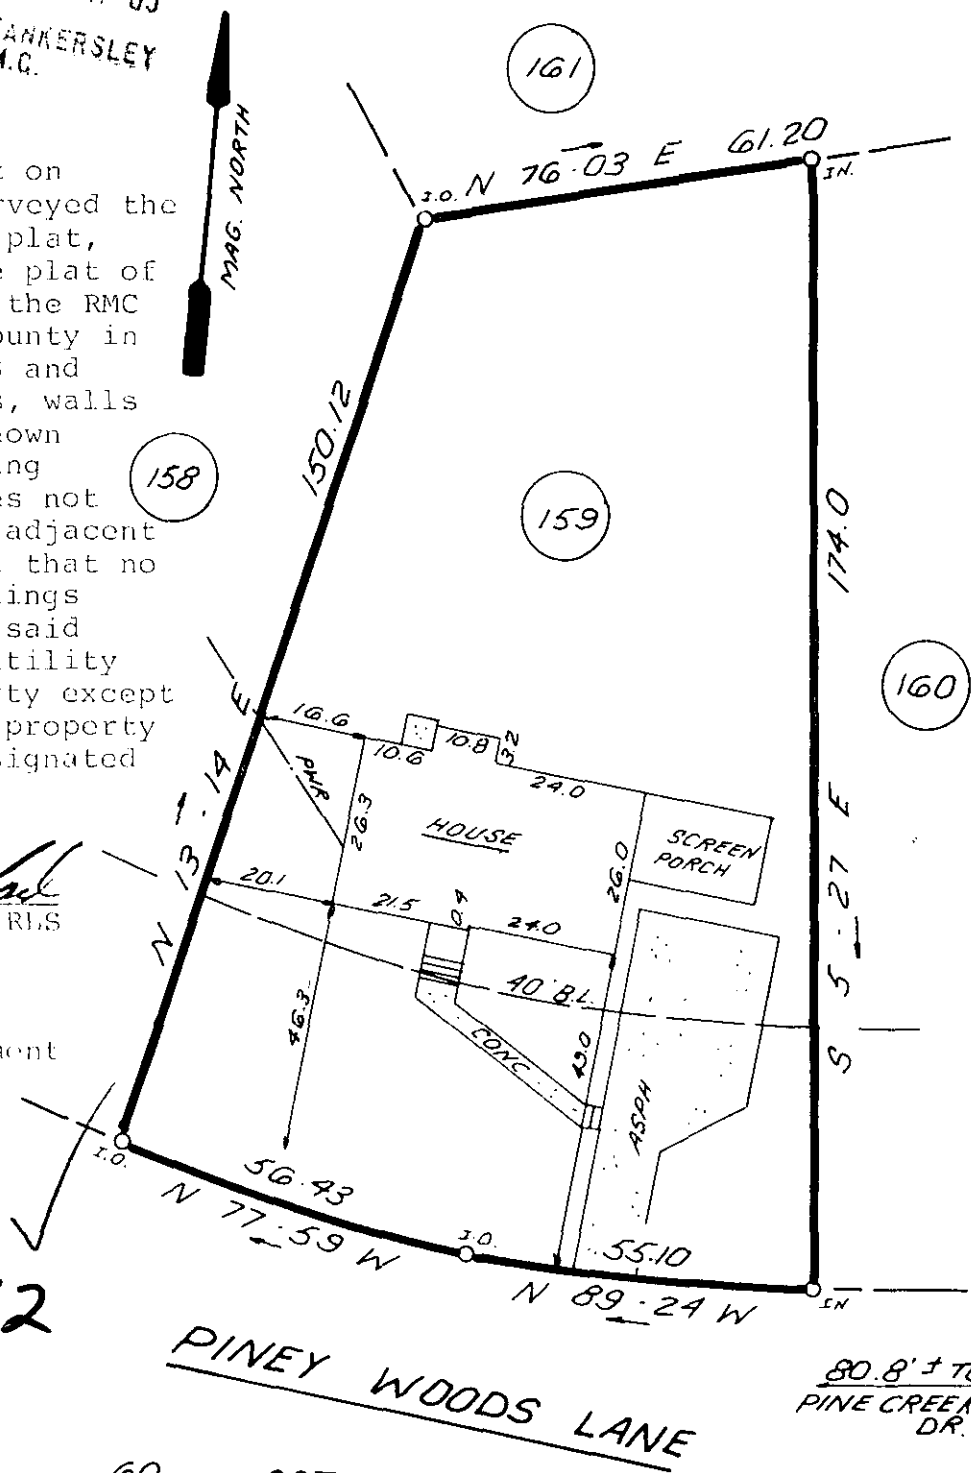 ANKERSLEY
161
MAG. NORTH
I.O. N 76·03 E 61.20
IN.
on
rveyed the
plat,
plat of
the RMC
ounty in
and
, walls
own
ng
es not
adjacent
that no
ings
said
tility
ty except
property
signated
RLS
ent
158
150.12
159
174.0
160
S 5·27 E
N 13 · 14 E
16.6
10.6
10.8
3.2
24.0
PWR
26.3
HOUSE
26.0
SCREEN
PORCH
20.1
21.5
0.4
24.0
40' B.L.
46.3
CONC
49.0
ASPH
I.O.
56.43
N 77·59 W
I.O.
55.10
N 89·24 W
IN
PINEY WOODS LANE
80.8' ± TO
PINE CREEK
DR.